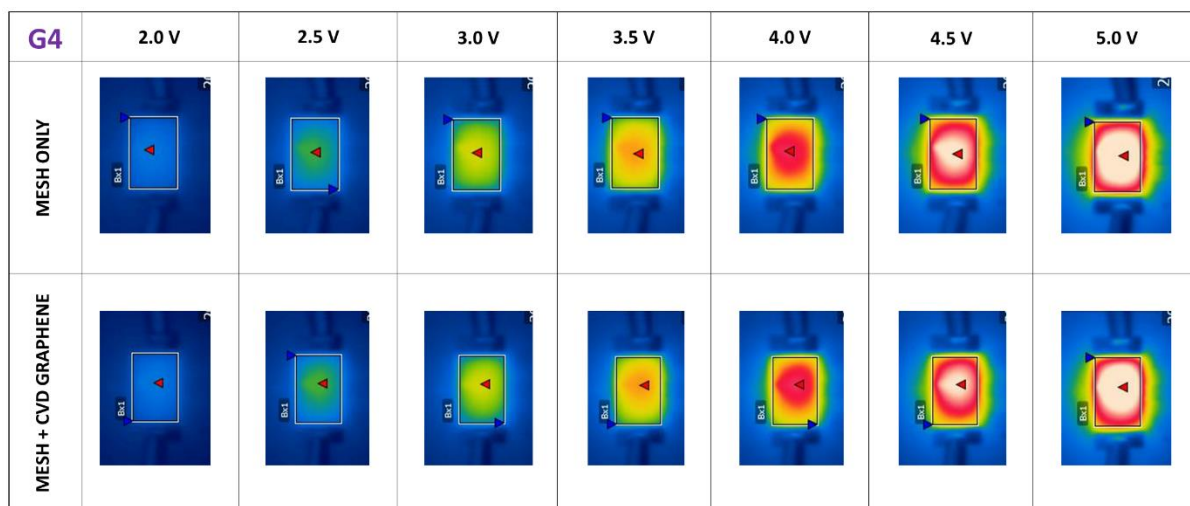 G4 2.0 V 2.5 V 3.0 V 3.5 V 4.0 V 4.5 V 5.0 V
MESH ONLY
Bx1 Bx1 Bx1 Bx1 Bx1 Bx1 Bx1
MESH + CVD GRAPHENE
Bx1 Bx1 Bx1 Bx1 Bx1 Bx1 Bx1